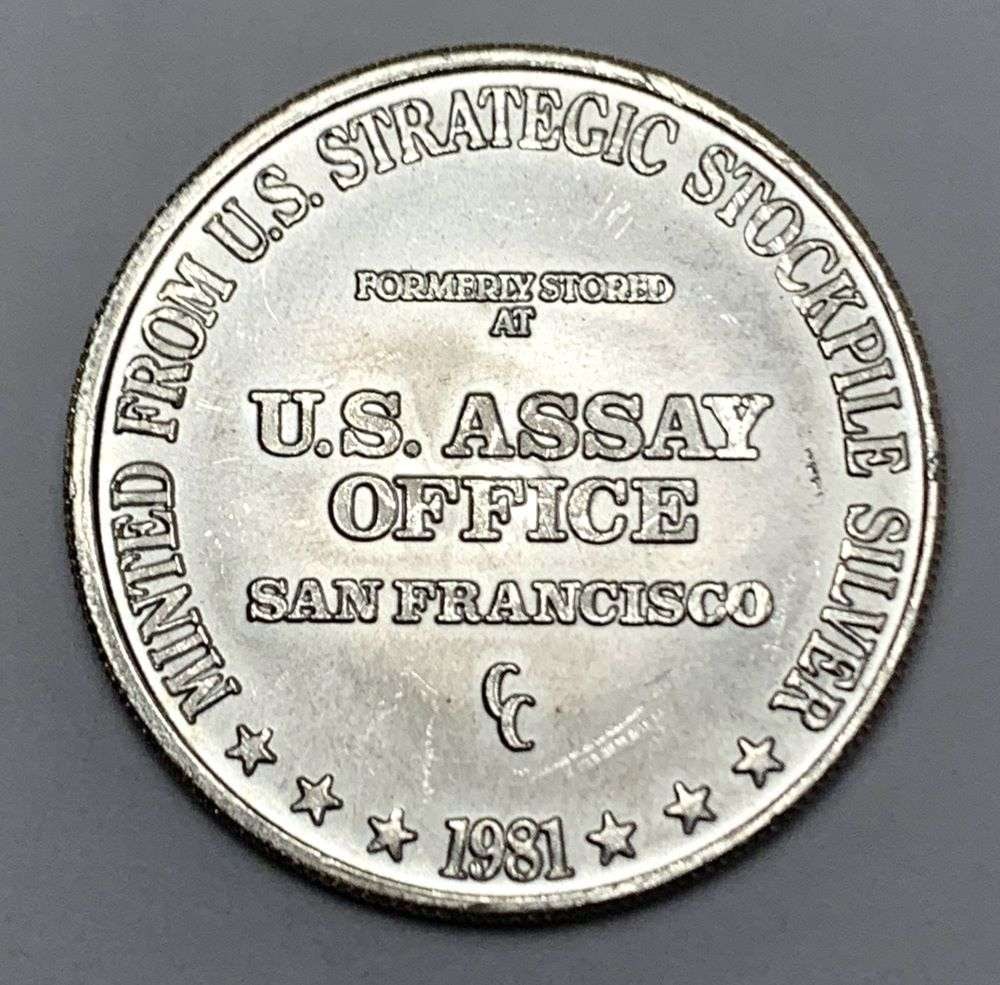 MINTED FROM U.S. STRATEGIC STOCKPILE SILVER
FORMERLY STORED
AT
U.S. ASSAY
OFFICE
SAN FRANCISCO
CC
1981